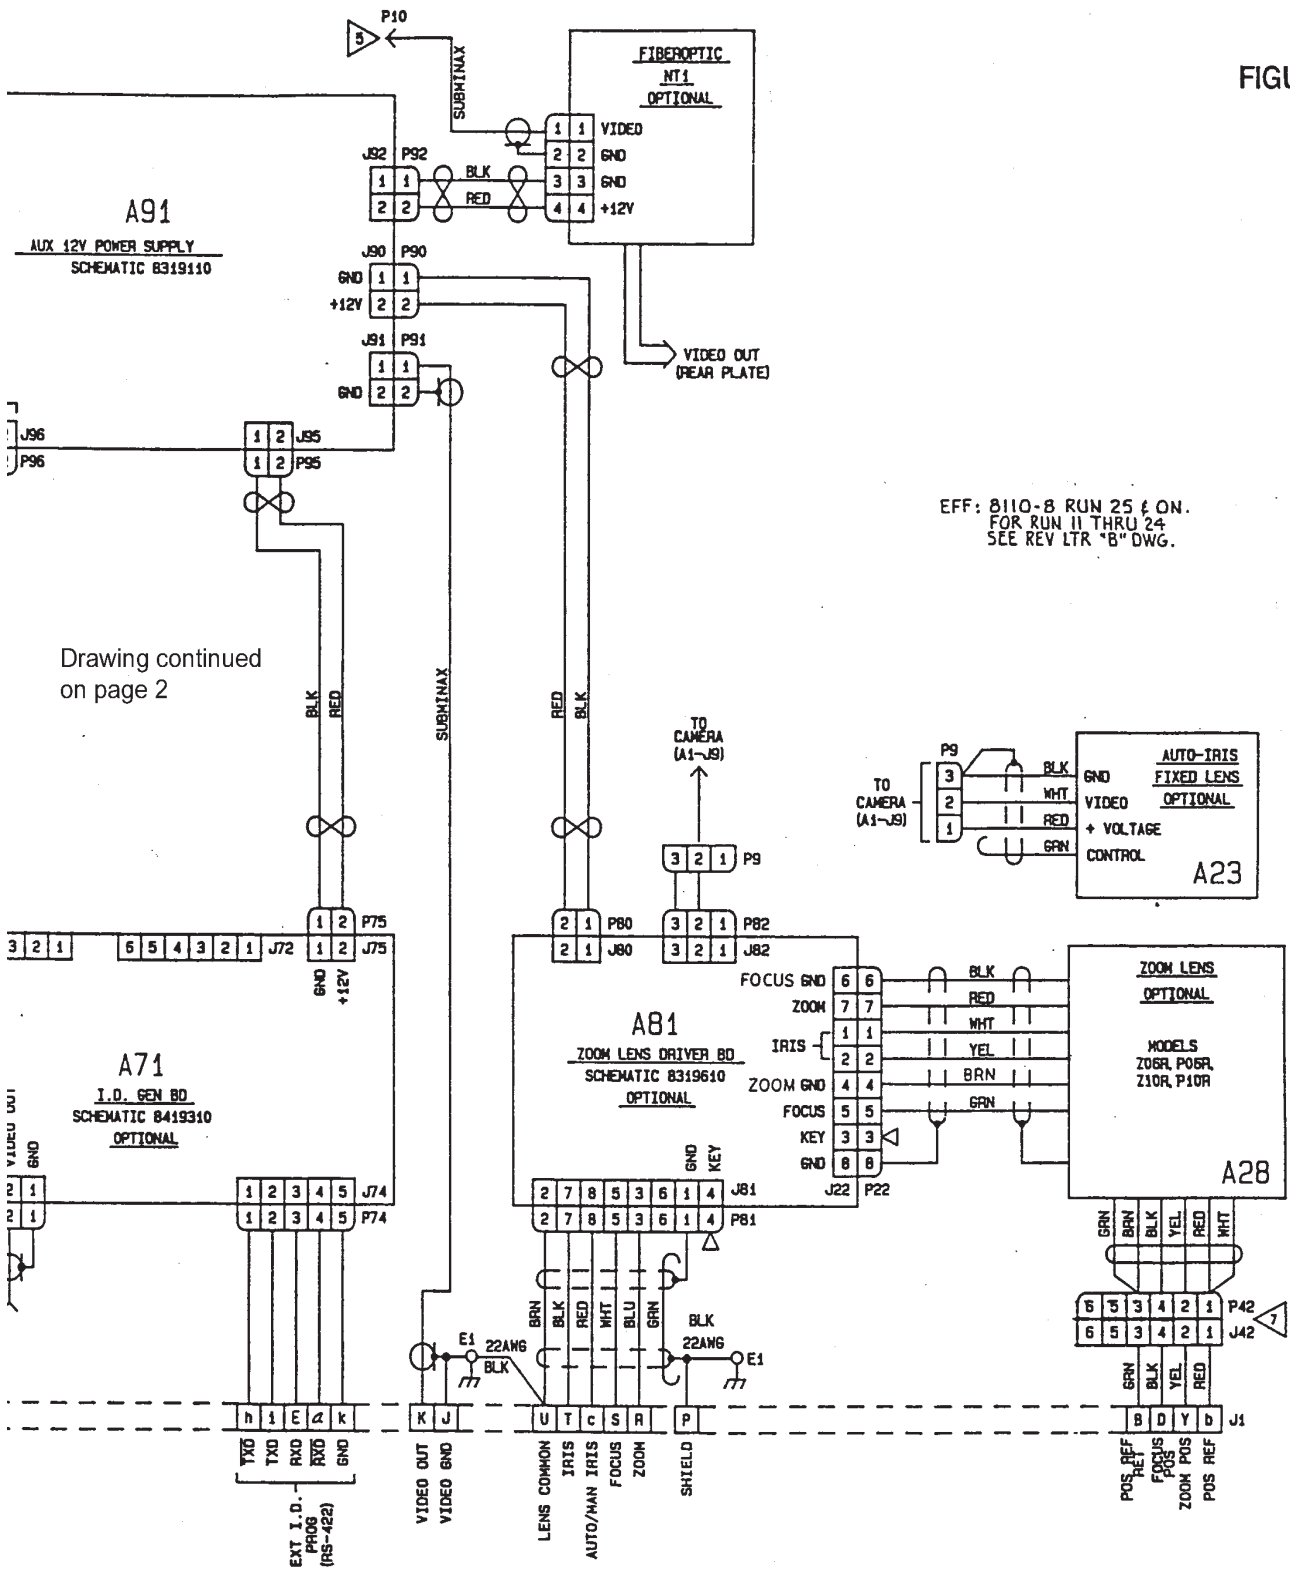 P10
5
FIBEROPTIC
NT1
OPTIONAL
FIGU
SUBMINAX
1 1 VIDEO
2 2 GND
3 3 GND
4 4 +12V
J92 P92
1 1
2 2
BLK
RED
A91
AUX 12V POWER SUPPLY
SCHEMATIC 8319110
J90 P90
GND 1 1
+12V 2 2
J91 P91
1 1
GND 2 2
VIDEO OUT
(REAR PLATE)
J96
P96
1 2 J95
1 2 P95
EFF: 8110-8 RUN 25 & ON.
FOR RUN 11 THRU 24
SEE REV LTR "B" DWG.
Drawing continued
on page 2
BLK
RED
SUBMINAX
RED
BLK
TO
CAMERA
(A1-J9)
3 2 1 P9
TO
CAMERA
(A1-J9)
P9
3
2
1
BLK
WHT
RED
GRN
GND
VIDEO
+ VOLTAGE
CONTROL
AUTO-IRIS
FIXED LENS
OPTIONAL
A23
3 2 1
6 5 4 3 2 1 J72
1 2 P75
1 2 J75
GND
+12V
2 1 P80
2 1 J80
3 2 1 P82
3 2 1 J82
A71
I.D. GEN BD
SCHEMATIC 8419310
OPTIONAL
VIDEO OUT
GND
2 1
2 1
1 2 3 4 5 J74
1 2 3 4 5 P74
A81
ZOOM LENS DRIVER BD
SCHEMATIC 8319610
OPTIONAL
FOCUS GND 6 6 BLK
ZOOM 7 7 RED
IRIS
1 1 WHT
2 2 YEL
ZOOM GND 4 4 BRN
FOCUS 5 5 GRN
KEY 3 3
GND 8 8
J22 P22
GND
KEY
2 7 8 5 3 6 1 4 J81
2 7 8 5 3 6 1 4 P81
ZOOM LENS
OPTIONAL
MODELS
Z06R, P06R,
Z10R, P10R
A28
GRN
BRN
BLK
YEL
RED
WHT
6 5 3 4 2 1 P42
6 5 3 4 2 1 J42
7
BRN
BLK
RED
WHT
BLU
GRN
BLK
22AWG
E1
E1
22AWG
BLK
GRN
BLK
YEL
RED
h i E a k
K J
U T c S R
P
B D Y b J1
TXD
TXD
RXD
RXD
GND
EXT I.D.
PROG
(RS-422)
VIDEO OUT
VIDEO GND
LENS COMMON
IRIS
AUTO/MAN IRIS
FOCUS
ZOOM
SHIELD
POS REF
RET
FOCUS
POS
ZOOM POS
POS REF